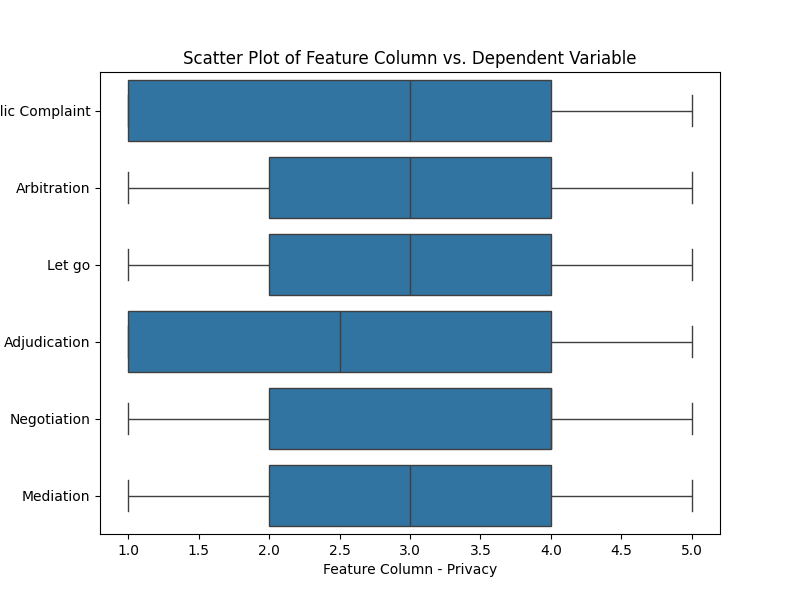 Scatter Plot of Feature Column vs. Dependent Variable
lic Complaint
Arbitration
Let go
Adjudication
Negotiation
Mediation
1.0 1.5 2.0 2.5 3.0 3.5 4.0 4.5 5.0
Feature Column - Privacy